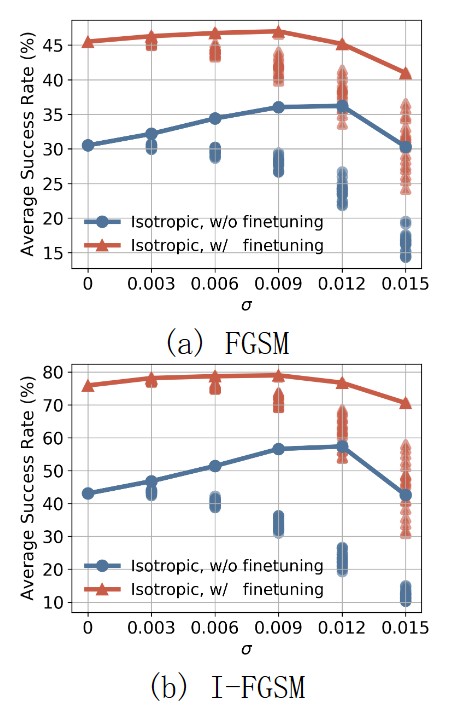 45
40
35
30
25
20
15
Average Success Rate (%)
Isotropic, w/o finetuning
Isotropic, w/ finetuning
0 0.003 0.006 0.009 0.012 0.015
σ
(a) FGSM
80
70
60
50
40
30
20
10
Average Success Rate (%)
Isotropic, w/o finetuning
Isotropic, w/ finetuning
0 0.003 0.006 0.009 0.012 0.015
σ
(b) I-FGSM